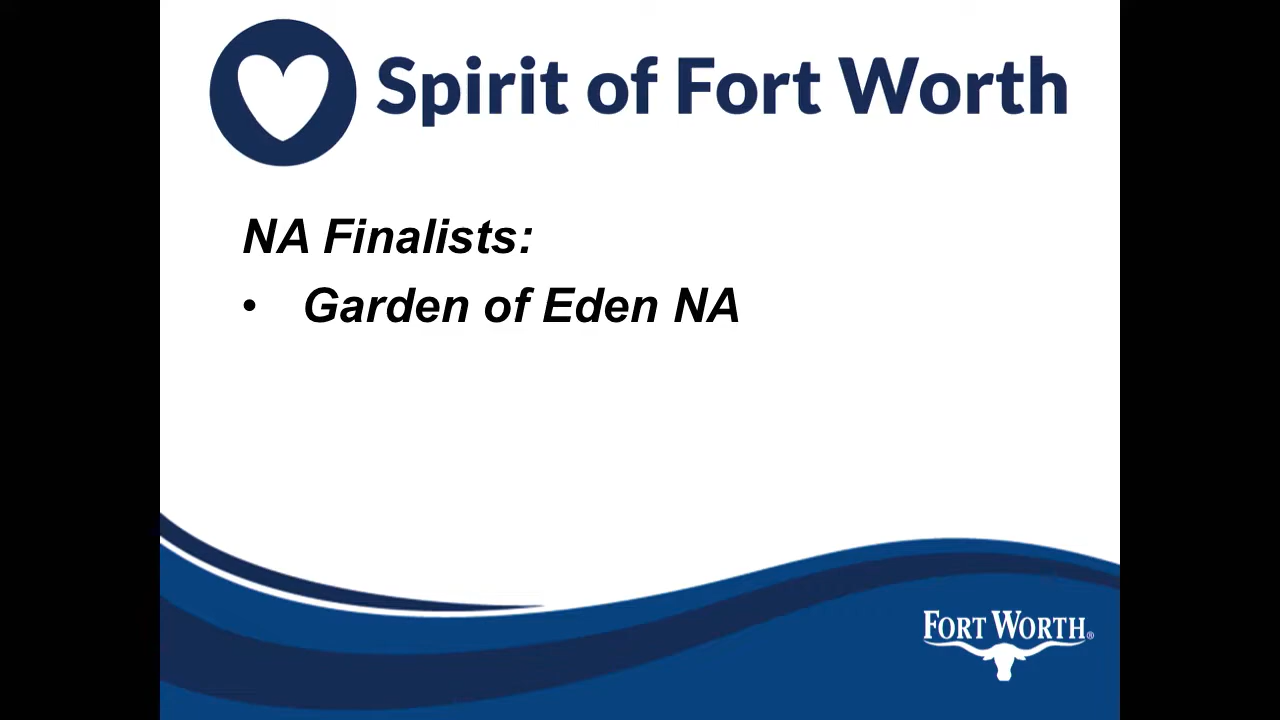 Spirit of Fort Worth
NA Finalists:
• Garden of Eden NA
FORT WORTH®